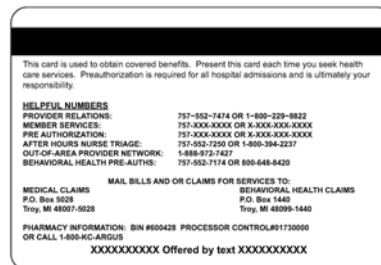 This card is used to obtain covered benefits. Present this card each time you seek health
care services. Preauthorization is required for all hospital admissions and is ultimately your
responsibility.
HELPFUL NUMBERS
PROVIDER RELATIONS: 757-552-7474 OR 1-800-229-8822
MEMBER SERVICES: 757-XXX-XXXX OR X-XXX-XXX-XXXX
PRE AUTHORIZATION: 757-XXX-XXXX OR X-XXX-XXX-XXXX
AFTER HOURS NURSE TRIAGE: 757-552-7250 OR 1-800-394-2237
OUT-OF-AREA PROVIDER NETWORK: 1-888-972-7427
BEHAVIORAL HEALTH PRE-AUTHS: 757-552-7174 OR 800-648-8420
MAIL BILLS AND OR CLAIMS FOR SERVICES TO:
MEDICAL CLAIMS BEHAVIORAL HEALTH CLAIMS
P.O. Box 5028 P.O. Box 1440
Troy, MI 48007-5028 Troy, MI 48099-1440
PHARMACY INFORMATION: BIN #600428 PROCESSOR CONTROL#01730000
OR CALL 1-800-KC-ARGUS
XXXXXXXXXX Offered by text XXXXXXXXXX